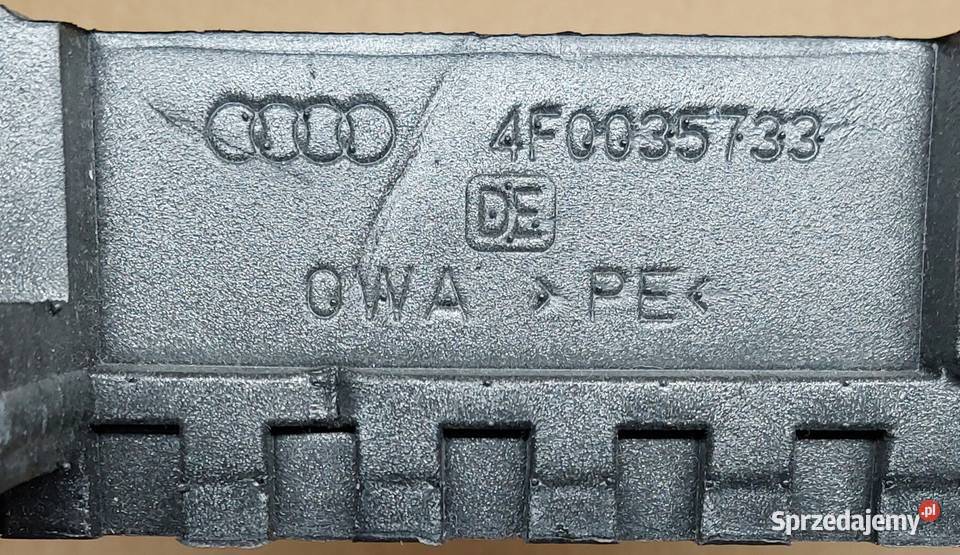 4F0035733
DE
OWA >PE<
Sprzedajemy.pl